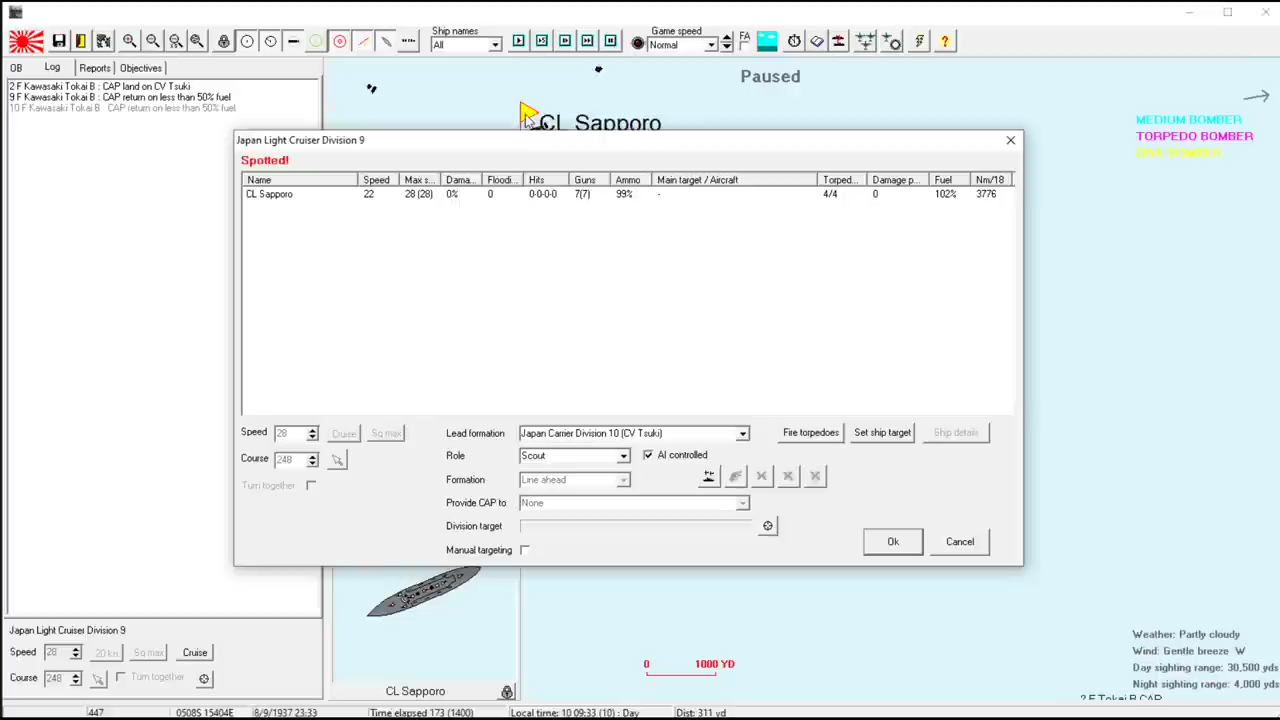 Ship names
Game speed
All
Normal
FA
OB
Log
Reports
Objectives
2 F Kawasaki Tokai B : CAP land on CV Tsuki
9 F Kawasaki Tokai B : CAP return on less than 50% fuel
10 F Kawasaki Tokai B : CAP return on less than 50% fuel
Paused
CL Sapporo
MEDIUM BOMBER
TORPEDO BOMBER
DIVE BOMBER
Japan Light Cruiser Division 9
Spotted!
Name Speed Max s... Dama... Floodi... Hits Guns Ammo Main target / Aircraft Torped... Damage p... Fuel Nm/18
CL Sapporo 22 28 (28) 0% 0 0-0-0-0 7(7) 99% - 4/4 0 102% 3776
Speed 28 Cruise Sq max
Course 248
Turn together
Lead formation Japan Carrier Division 10 (CV Tsuki)
Role Scout AI controlled
Formation Line ahead
Provide CAP to None
Division target
Manual targeting
Fire torpedoes Set ship target Ship details
Ok Cancel
Japan Light Cruiser Division 9
Speed 28 20 kn Sq max Cruise
Course 248 Turn together
CL Sapporo
0 1000 YD
Weather: Partly cloudy
Wind: Gentle breeze W
Day sighting range: 30,500 yds
Night sighting range: 4,000 yds
2 F Tokai B CAP
447 0508S 15404E 8/9/1937 23:33 Time elapsed 173 (1400) Local time: 10 09:33 (10) : Day Dist: 311 yd